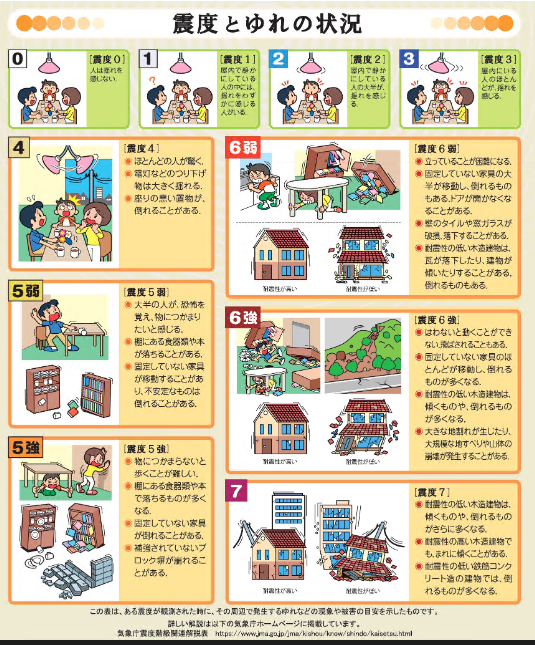 震度とゆれの状況
0
[震度0]
人は揺れを
感じない。
1
[震度1]
屋内で静か
にしている
人の中には、
揺れをわず
かに感じる
人がいる。
2
[震度2]
屋内で静か
にしている
人の大半が、
揺れを感じ
る。
3
[震度3]
屋内にいる
人のほとん
どが、揺れを
感じる。
4
[震度4]
ほとんどの人が驚く。
電灯などのつり下げ
物は大きく揺れる。
座りの悪い置物が、
倒れることがある。
5弱
[震度5弱]
大半の人が、恐怖を
覚え、物につかまり
たいと感じる。
棚にある食器類や本
が落ちることがある。
固定していない家具
が移動することがあ
り、不安定なものは
倒れることがある。
5強
[震度5強]
物につかまらないと
歩くことが難しい。
棚にある食器類や本
で落ちるものが多く
なる。
固定していない家具
が倒れることがある。
補強されていないブ
ロック塀が崩れるこ
とがある。
6弱
[震度6弱]
立っていることが困難になる。
固定していない家具の大
半が移動し、倒れるもの
もある。ドアが開かなくな
ることがある。
壁のタイルや窓ガラスが
破損、落下することがある。
耐震性の低い木造建物は、
瓦が落下したり、建物が
傾いたりすることがある。
倒れるものもある。
耐震性が高い
耐震性が低い
6強
[震度6強]
はわないと動くことができ
ない。飛ばされることもある。
固定していない家具のほ
とんどが移動し、倒れる
ものが多くなる。
耐震性の低い木造建物は、
傾くものや、倒れるもの
が多くなる。
大きな地割れが生じたり、
大規模な地すべりや山体の
崩壊が発生することがある。
耐震性が高い
耐震性が低い
7
[震度7]
耐震性の低い木造建物は、
傾くものや、倒れるもの
がさらに多くなる。
耐震性の高い木造建物で
も、まれに傾くことがある。
耐震性の低い鉄筋コンク
リート造の建物では、倒
れるものが多くなる。
耐震性が高い
耐震性が低い
この表は、ある震度が観測された時に、その周辺で発生するゆれなどの現象や被害の目安を示したものです。
詳しい解説は以下の気象庁ホームページに掲載しています。
気象庁震度階級関連解説表 https://www.jma.go.jp/jma/kishou/know/shindo/kaisetsu.html